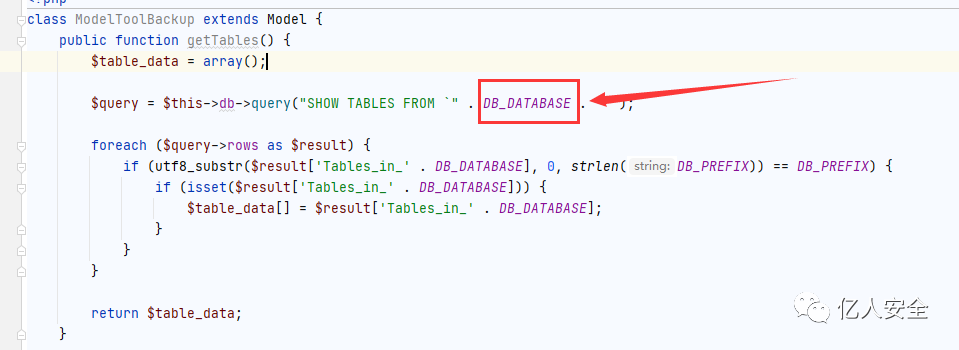 <?php
class ModelToolBackup extends Model {
public function getTables() {
$table_data = array();
$query = $this->db->query("SHOW TABLES FROM `" . DB_DATABASE . );
foreach ($query->rows as $result) {
if (utf8_substr($result['Tables_in_' . DB_DATABASE], 0, strlen( string: DB_PREFIX)) == DB_PREFIX) {
if (isset($result['Tables_in_' . DB_DATABASE])) {
$table_data[] = $result['Tables_in_' . DB_DATABASE];
}
}
}
return $table_data;
}
亿人安全